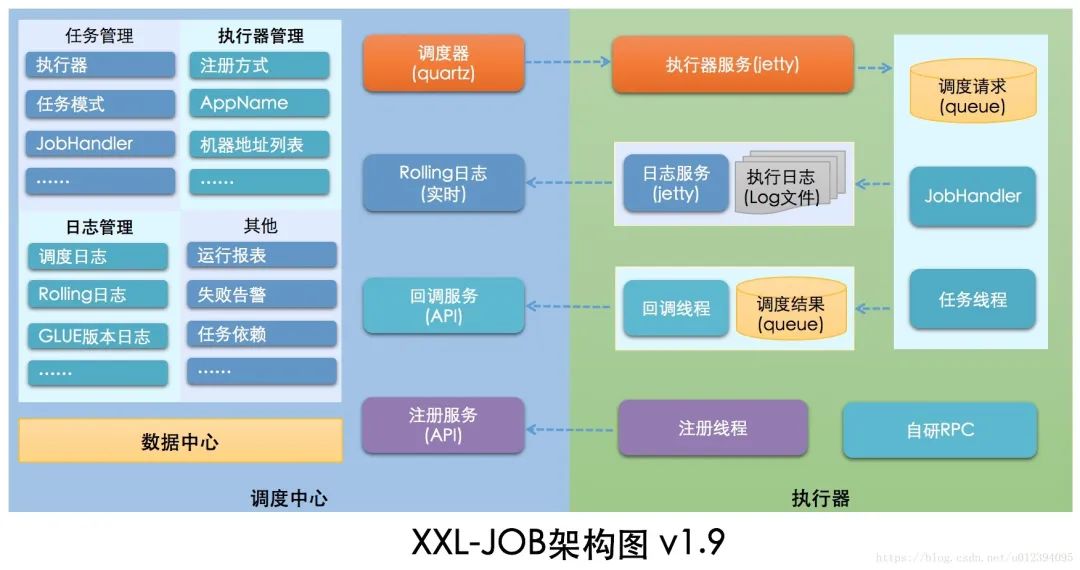 任务管理
执行器
任务模式
JobHandler
……
执行器管理
注册方式
AppName
机器地址列表
……
日志管理
调度日志
Rolling日志
GLUE版本日志
……
其他
运行报表
失败告警
任务依赖
……
数据中心
调度器
(quartz)
Rolling日志
(实时)
回调服务
(API)
注册服务
(API)
调度中心
执行器服务(jetty)
日志服务
(jetty)
执行日志
(Log文件)
回调线程
调度结果
(queue)
注册线程
调度请求
(queue)
JobHandler
任务线程
自研RPC
执行器
XXL-JOB架构图 v1.9
https://blog.csdn.net/u012394095